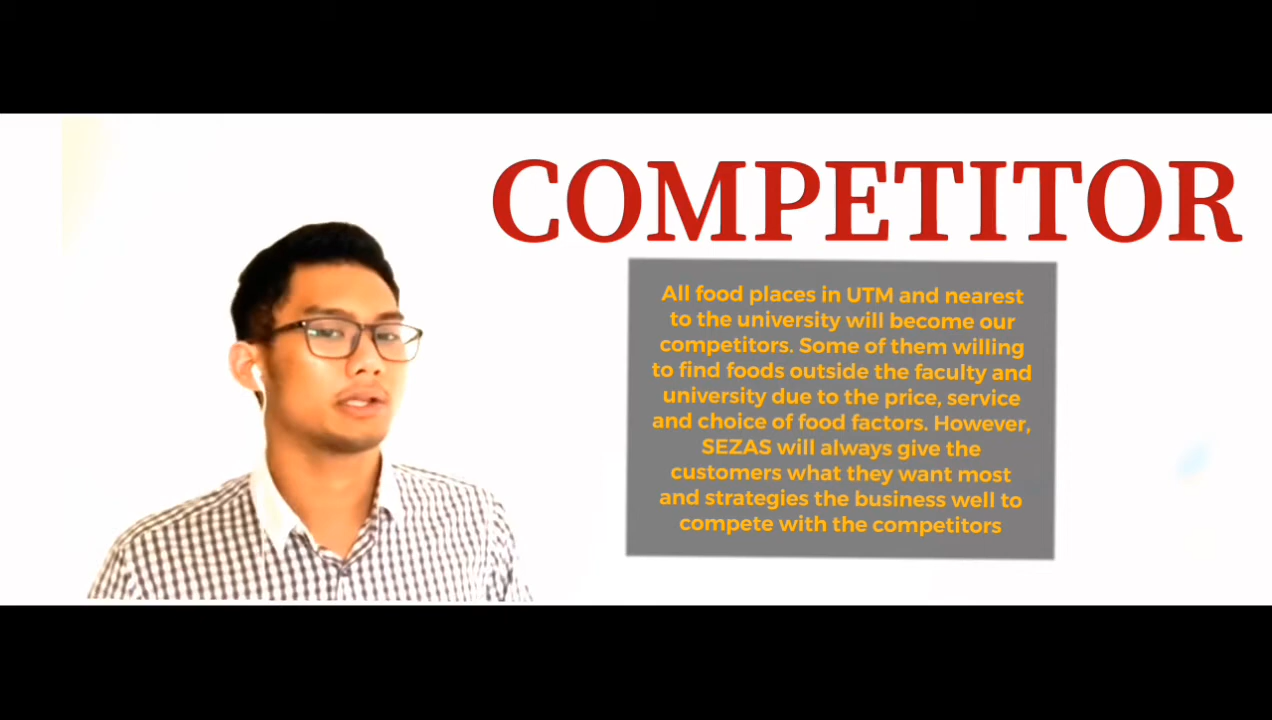 COMPETITOR
All food places in UTM and nearest
to the university will become our
competitors. Some of them willing
to find foods outside the faculty and
university due to the price, service
and choice of food factors. However,
SEZAS will always give the
customers what they want most
and strategies the business well to
compete with the competitors